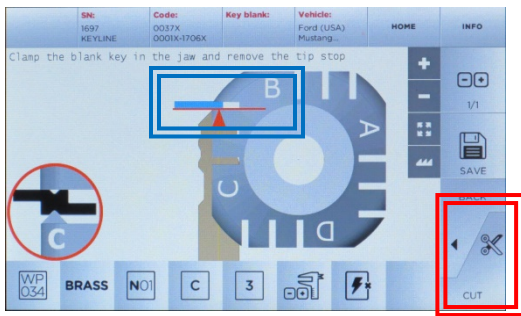 SN:
1697
KEYLINE
Code:
0037X
0001X-1706X
Key blank:
Vehicle:
Ford (USA)
Mustang...
HOME
INFO
Clamp the blank key in the jaw and remove the tip stop
B
A
C
D
C
1/1
SAVE
BACK
CUT
WP
034
BRASS
N01
C
3